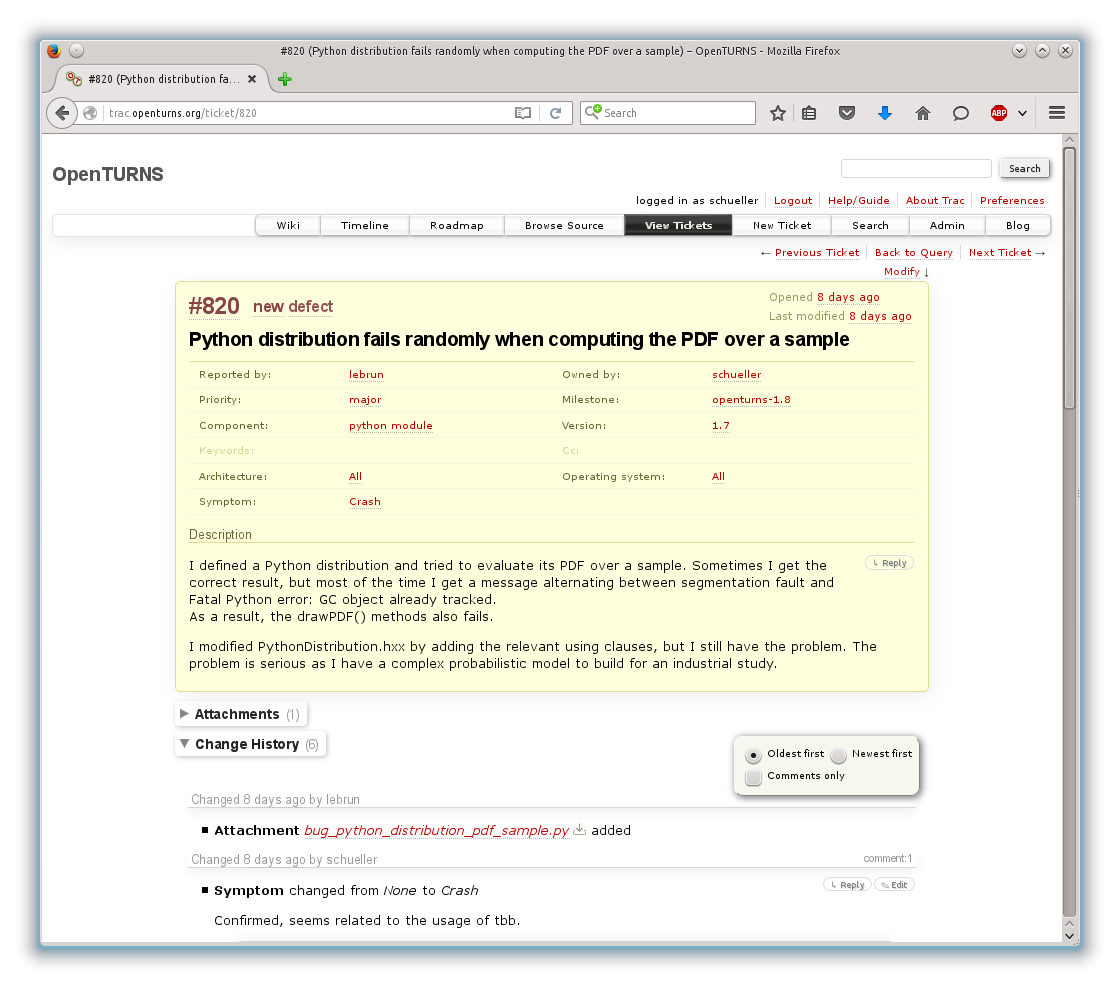 #820 (Python distribution fails randomly when computing the PDF over a sample) – OpenTURNS - Mozilla Firefox
#820 (Python distribution fa...
trac.openturns.org/ticket/820
Search
ABP
OpenTURNS
Search
logged in as schueller Logout Help/Guide About Trac Preferences
Wiki Timeline Roadmap Browse Source View Tickets New Ticket Search Admin Blog
← Previous Ticket Back to Query Next Ticket →
Modify ↓
#820 new defect
Opened 8 days ago
Last modified 8 days ago
Python distribution fails randomly when computing the PDF over a sample
Reported by: lebrun Owned by: schueller
Priority: major Milestone: openturns-1.8
Component: python module Version: 1.7
Keywords: Cc:
Architecture: All Operating system: All
Symptom: Crash
Description
↳ Reply
I defined a Python distribution and tried to evaluate its PDF over a sample. Sometimes I get the
correct result, but most of the time I get a message alternating between segmentation fault and
Fatal Python error: GC object already tracked.
As a result, the drawPDF() methods also fails.
I modified PythonDistribution.hxx by adding the relevant using clauses, but I still have the problem. The
problem is serious as I have a complex probabilistic model to build for an industrial study.
Attachments (1)
Change History (6)
Oldest first Newest first
Comments only
Changed 8 days ago by lebrun
Attachment bug_python_distribution_pdf_sample.py added
Changed 8 days ago by schueller comment:1
Symptom changed from None to Crash
↳ Reply ✎ Edit
Confirmed, seems related to the usage of tbb.